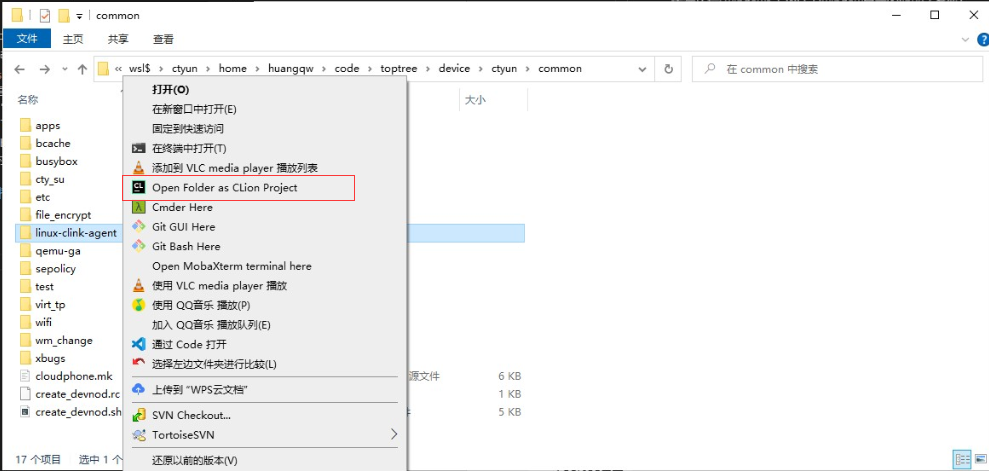 common
文件 主页 共享 查看
« wsl$ › ctyun › home › huangqw › code › toptree › device › ctyun › common
在 common 中搜索
名称 大小
apps
bcache
busybox
cty_su
etc
file_encrypt
linux-clink-agent
qemu-ga
sepolicy
test
virt_tp
wifi
wm_change
xbugs
cloudphone.mk 源文件 6 KB
create_devnod.rc 1 KB
create_devnod.sh 5 KB
打开(O)
在新窗口中打开(E)
固定到快速访问
在终端中打开(T)
添加到 VLC media player 播放列表
Open Folder as CLion Project
Cmder Here
Git GUI Here
Git Bash Here
Open MobaXterm terminal here
使用 VLC media player 播放
使用 QQ音乐 播放(P)
加入 QQ音乐 播放队列(E)
通过 Code 打开
选择左边文件夹进行比较(L)
上传到 “WPS云文档”
SVN Checkout...
TortoiseSVN
还原以前的版本(V)
17 个项目 选中 1 个